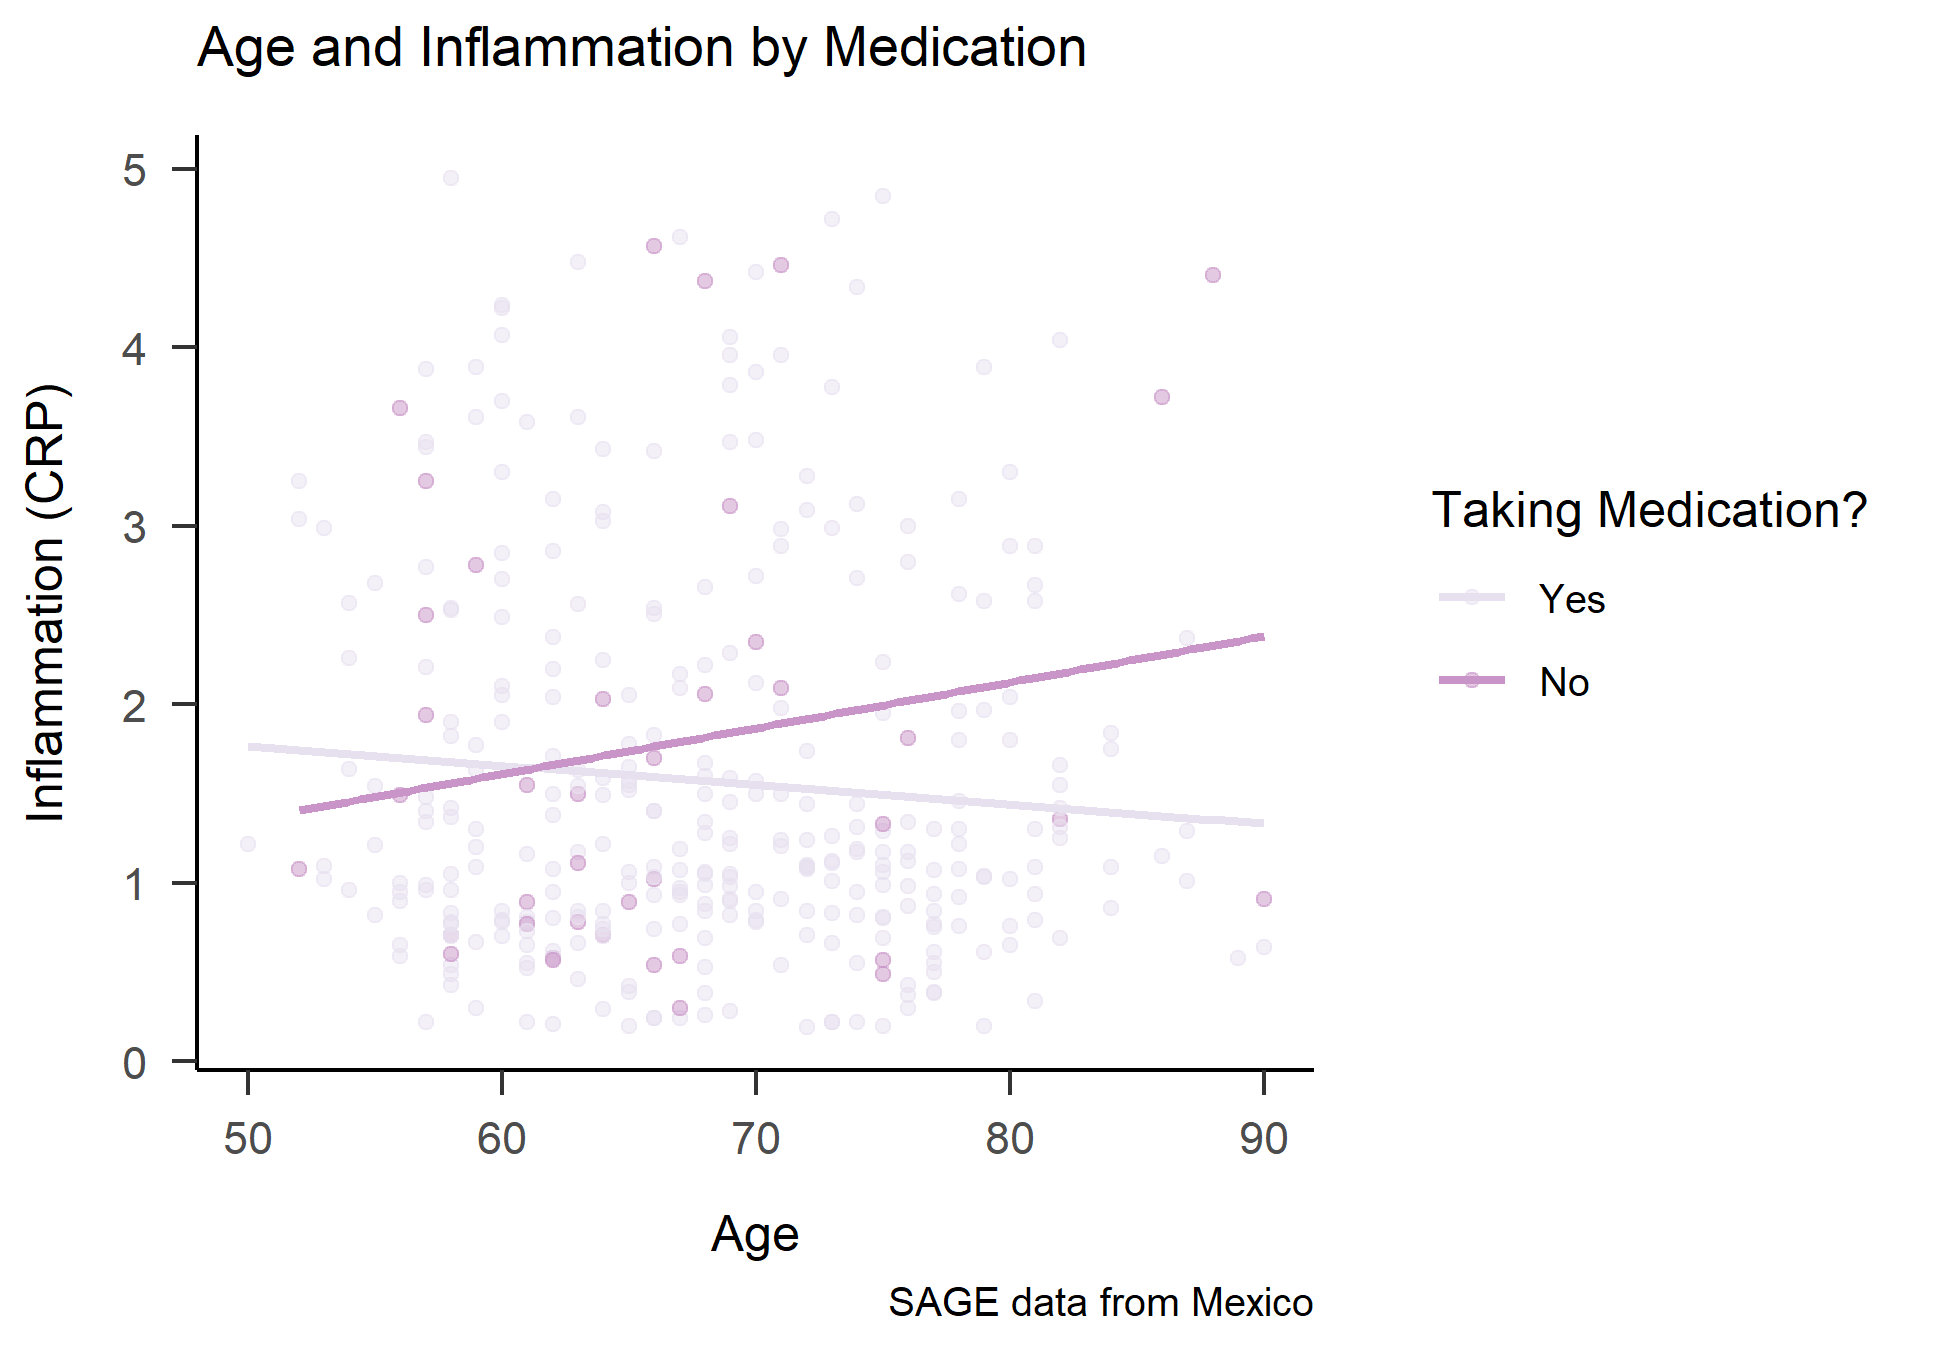 Age and Inflammation by Medication
5
4
3
2
1
0
Inflammation (CRP)
50 60 70 80 90
Age
SAGE data from Mexico
Taking Medication?
Yes
No